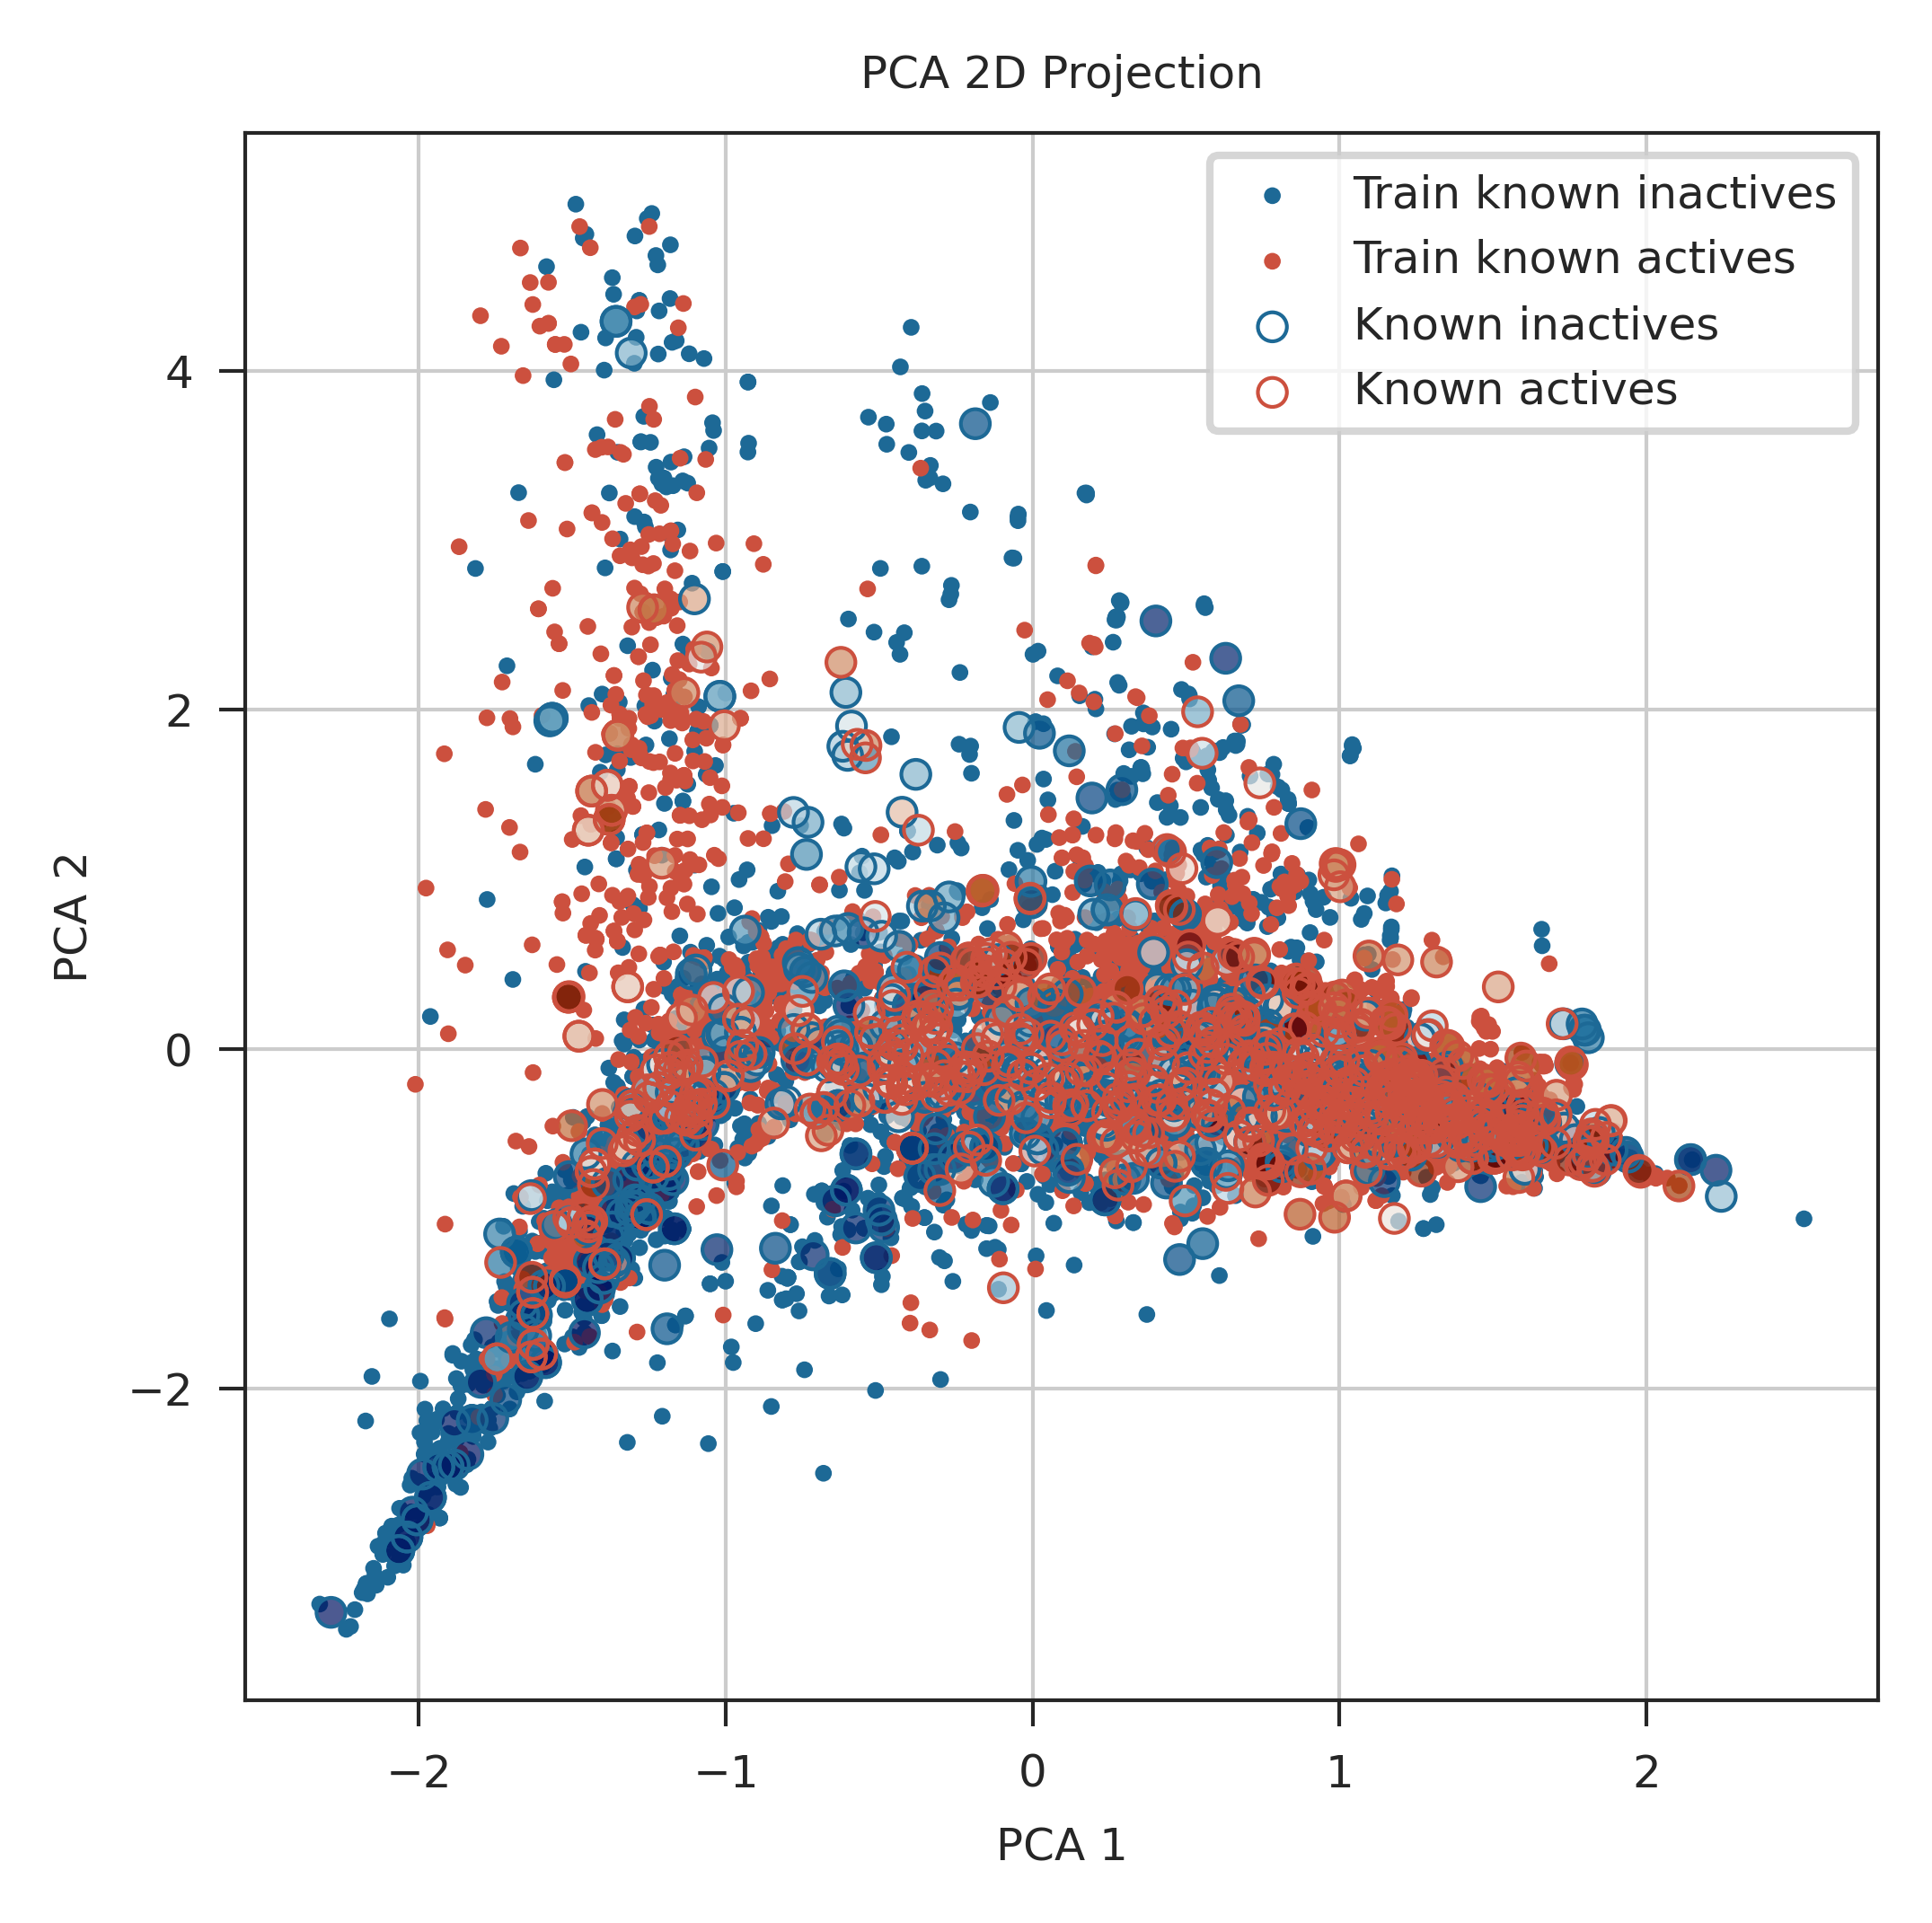 PCA 2D Projection
Train known inactives
Train known actives
Known inactives
Known actives
4
2
0
−2
PCA 2
−2
−1
0
1
2
PCA 1